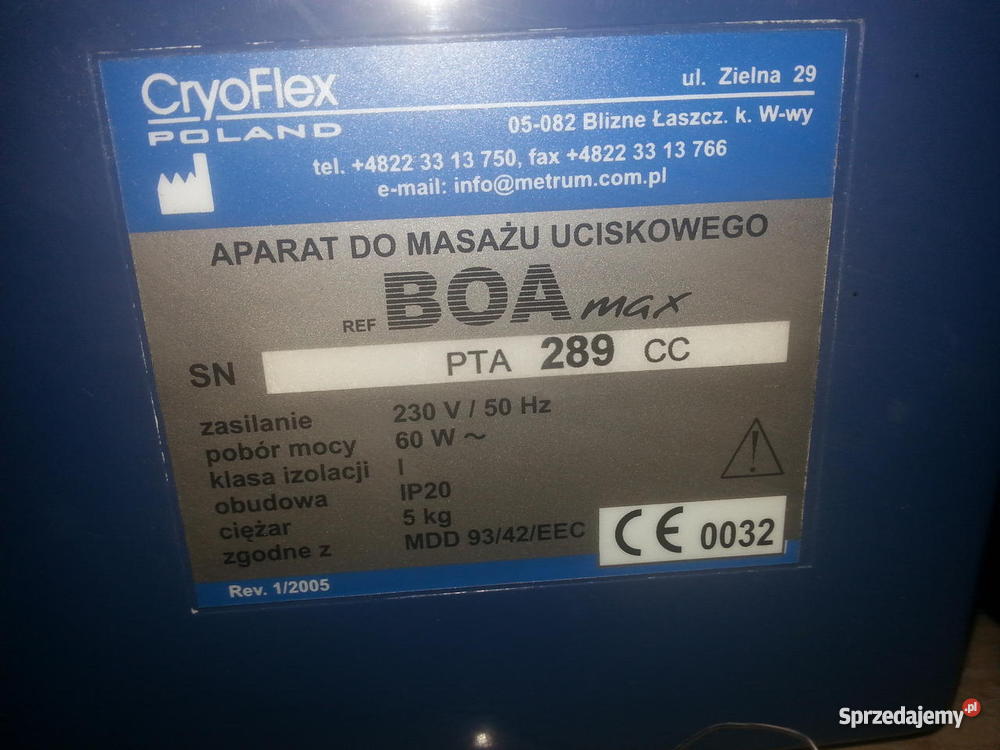 CryoFlex
POLAND
ul. Zielna 29
05-082 Blizne Łaszcz. k. W-wy
tel. +4822 33 13 750, fax +4822 33 13 766
e-mail: info@metrum.com.pl
APARAT DO MASAŻU UCISKOWEGO
REF BOA max
SN PTA 289 CC
zasilanie 230 V / 50 Hz
pobór mocy 60 W ~
klasa izolacji I
obudowa IP20
ciężar 5 kg
zgodne z MDD 93/42/EEC
CE 0032
Rev. 1/2005
Sprzedajemy.pl